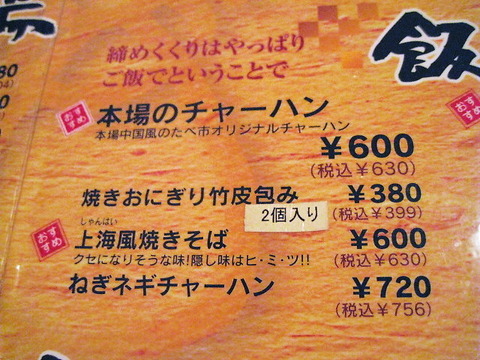 飯
締めくくりはやっぱり
ご飯でということで
おすすめ
本場のチャーハン
本場中国風のたべ市オリジナルチャーハン
¥600
(税込¥630)
焼きおにぎり竹皮包み ¥380
2個入り (税込¥399)
おすすめ
しゃんはい
上海風焼きそば ¥600
クセになりそうな味!隠し味はヒ・ミ・ツ!! (税込¥630)
ねぎネギチャーハン ¥720
(税込¥756)